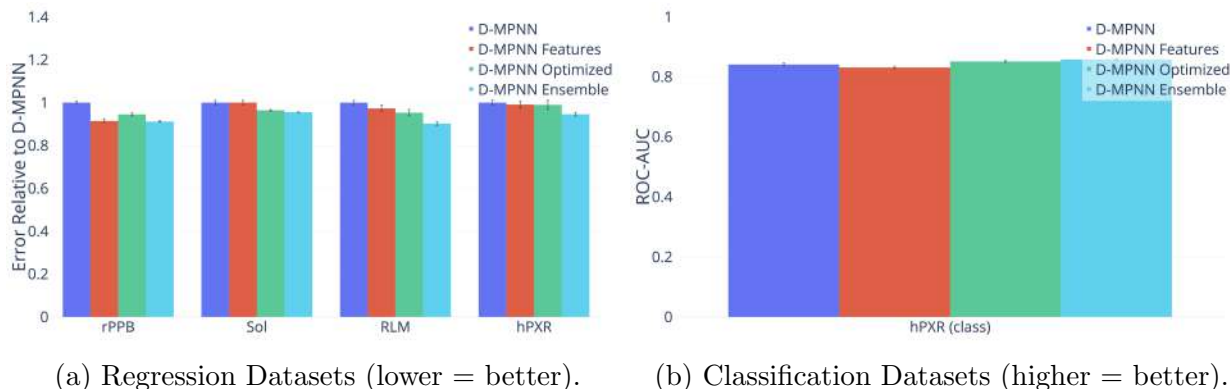 1.4
1.2
1
0.8
0.6
0.4
0.2
0
Error Relative to D-MPNN
D-MPNN
D-MPNN Features
D-MPNN Optimized
D-MPNN Ensemble
rPPB
Sol
RLM
hPXR
(a) Regression Datasets (lower = better).
1
0.8
0.6
0.4
0.2
0
ROC-AUC
D-MPNN
D-MPNN Features
D-MPNN Optimized
D-MPNN Ensemble
hPXR (class)
(b) Classification Datasets (higher = better).